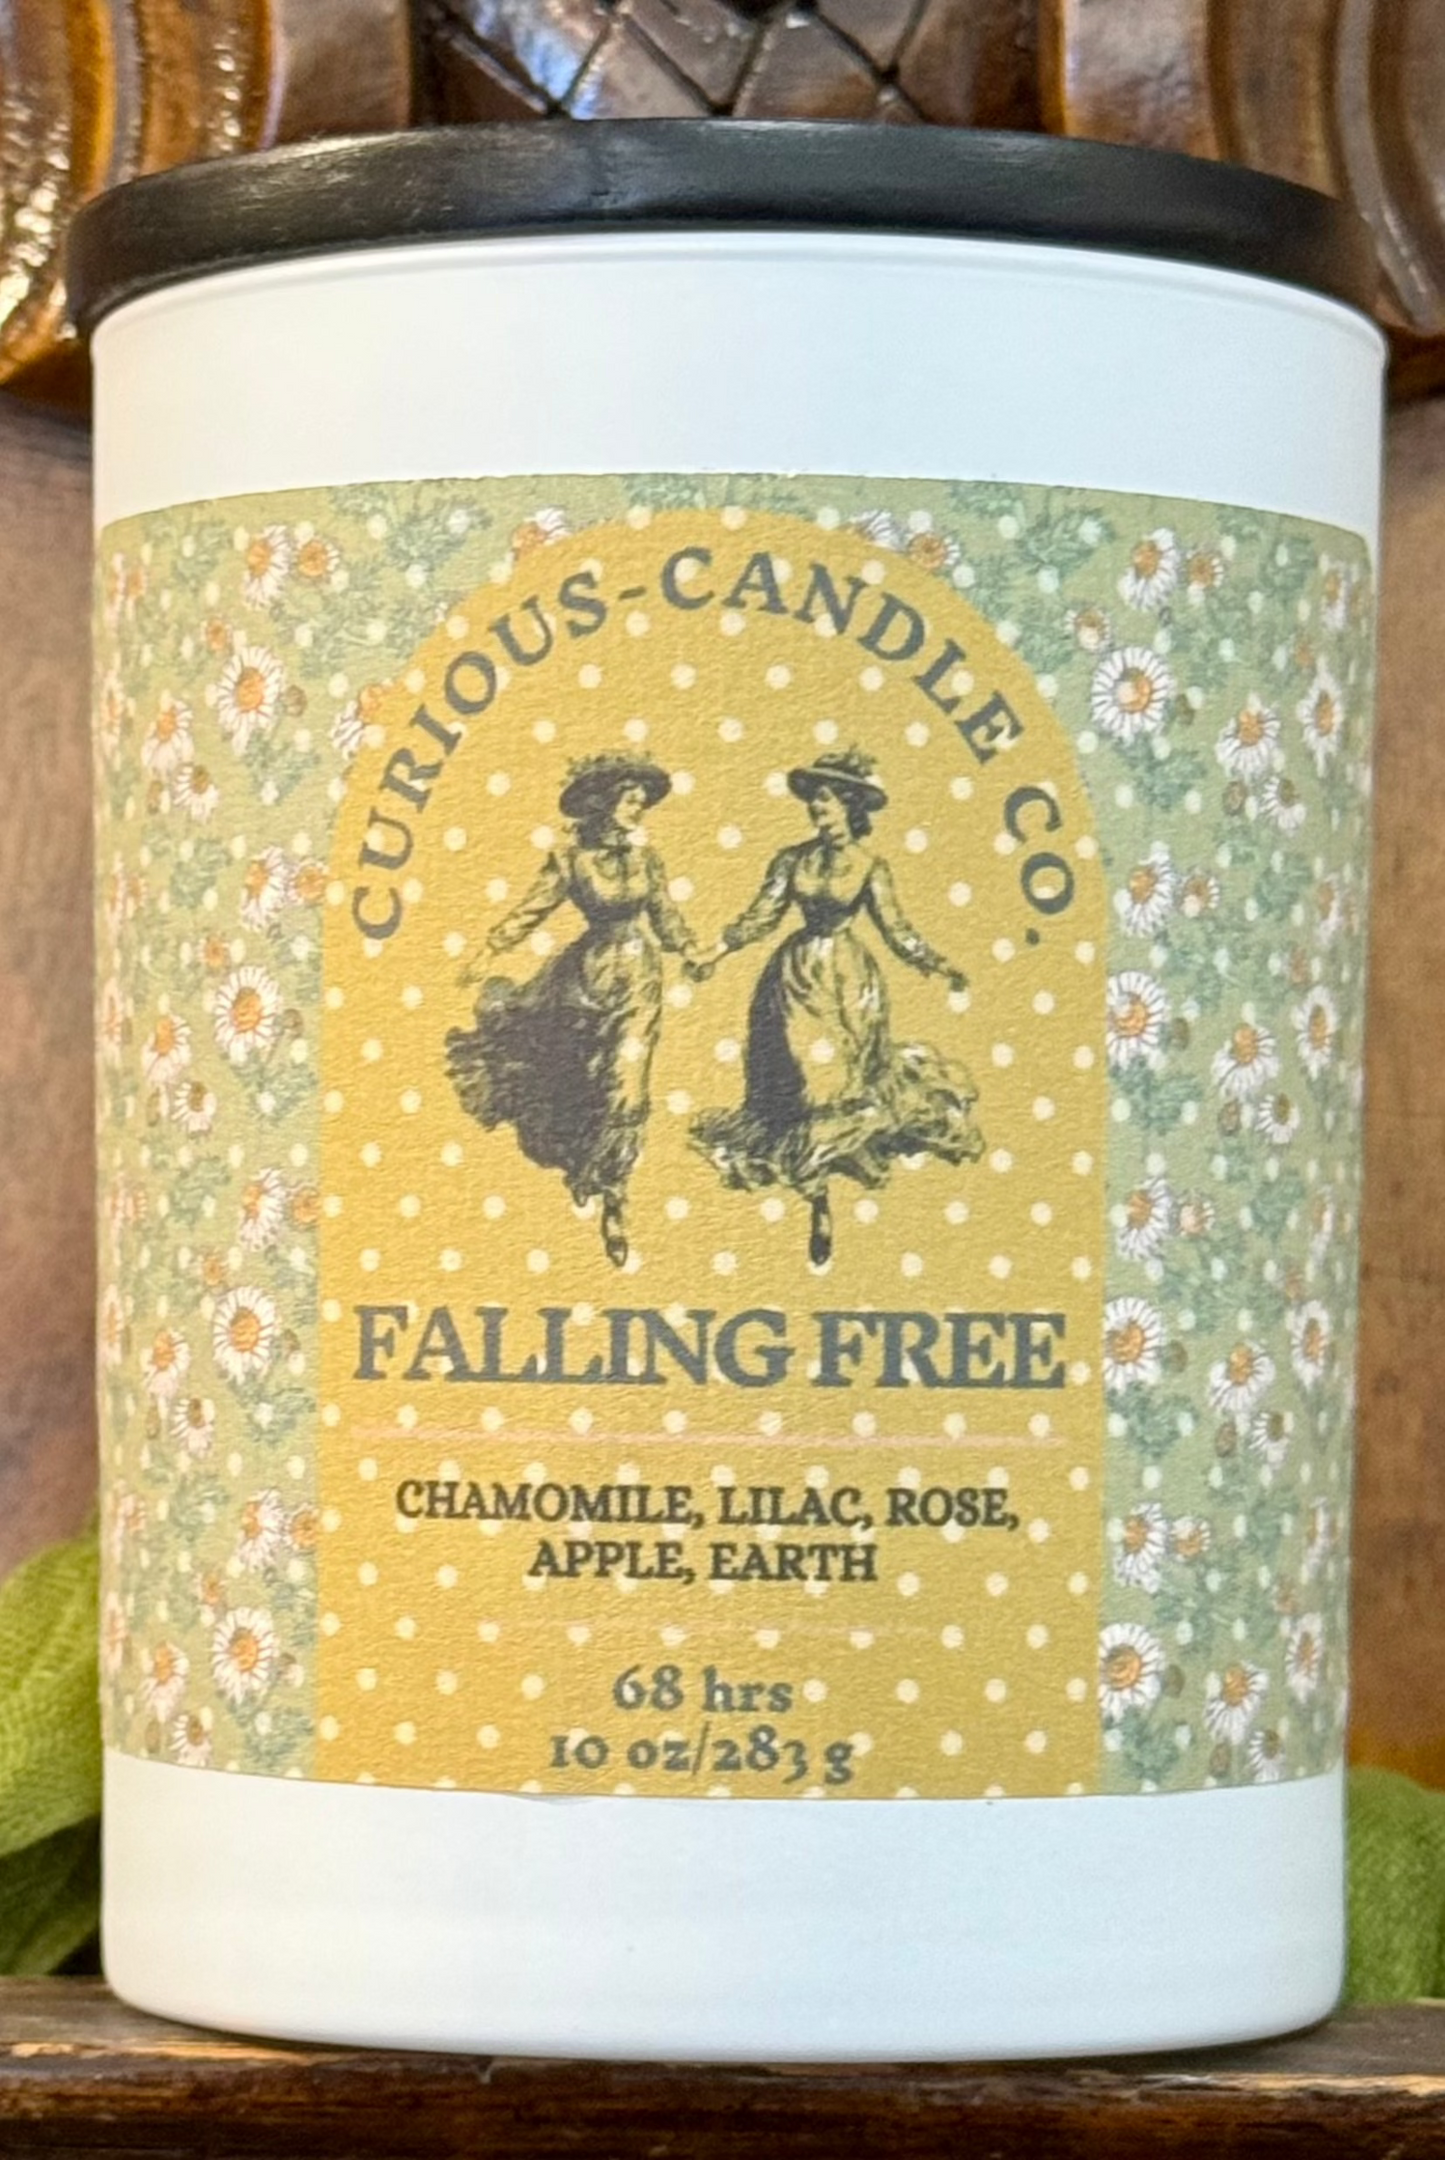 CURIOUS-CANDLE CO.
FALLING FREE
CHAMOMILE, LILAC, ROSE,
APPLE, EARTH
68 hrs
10 oz/283 g